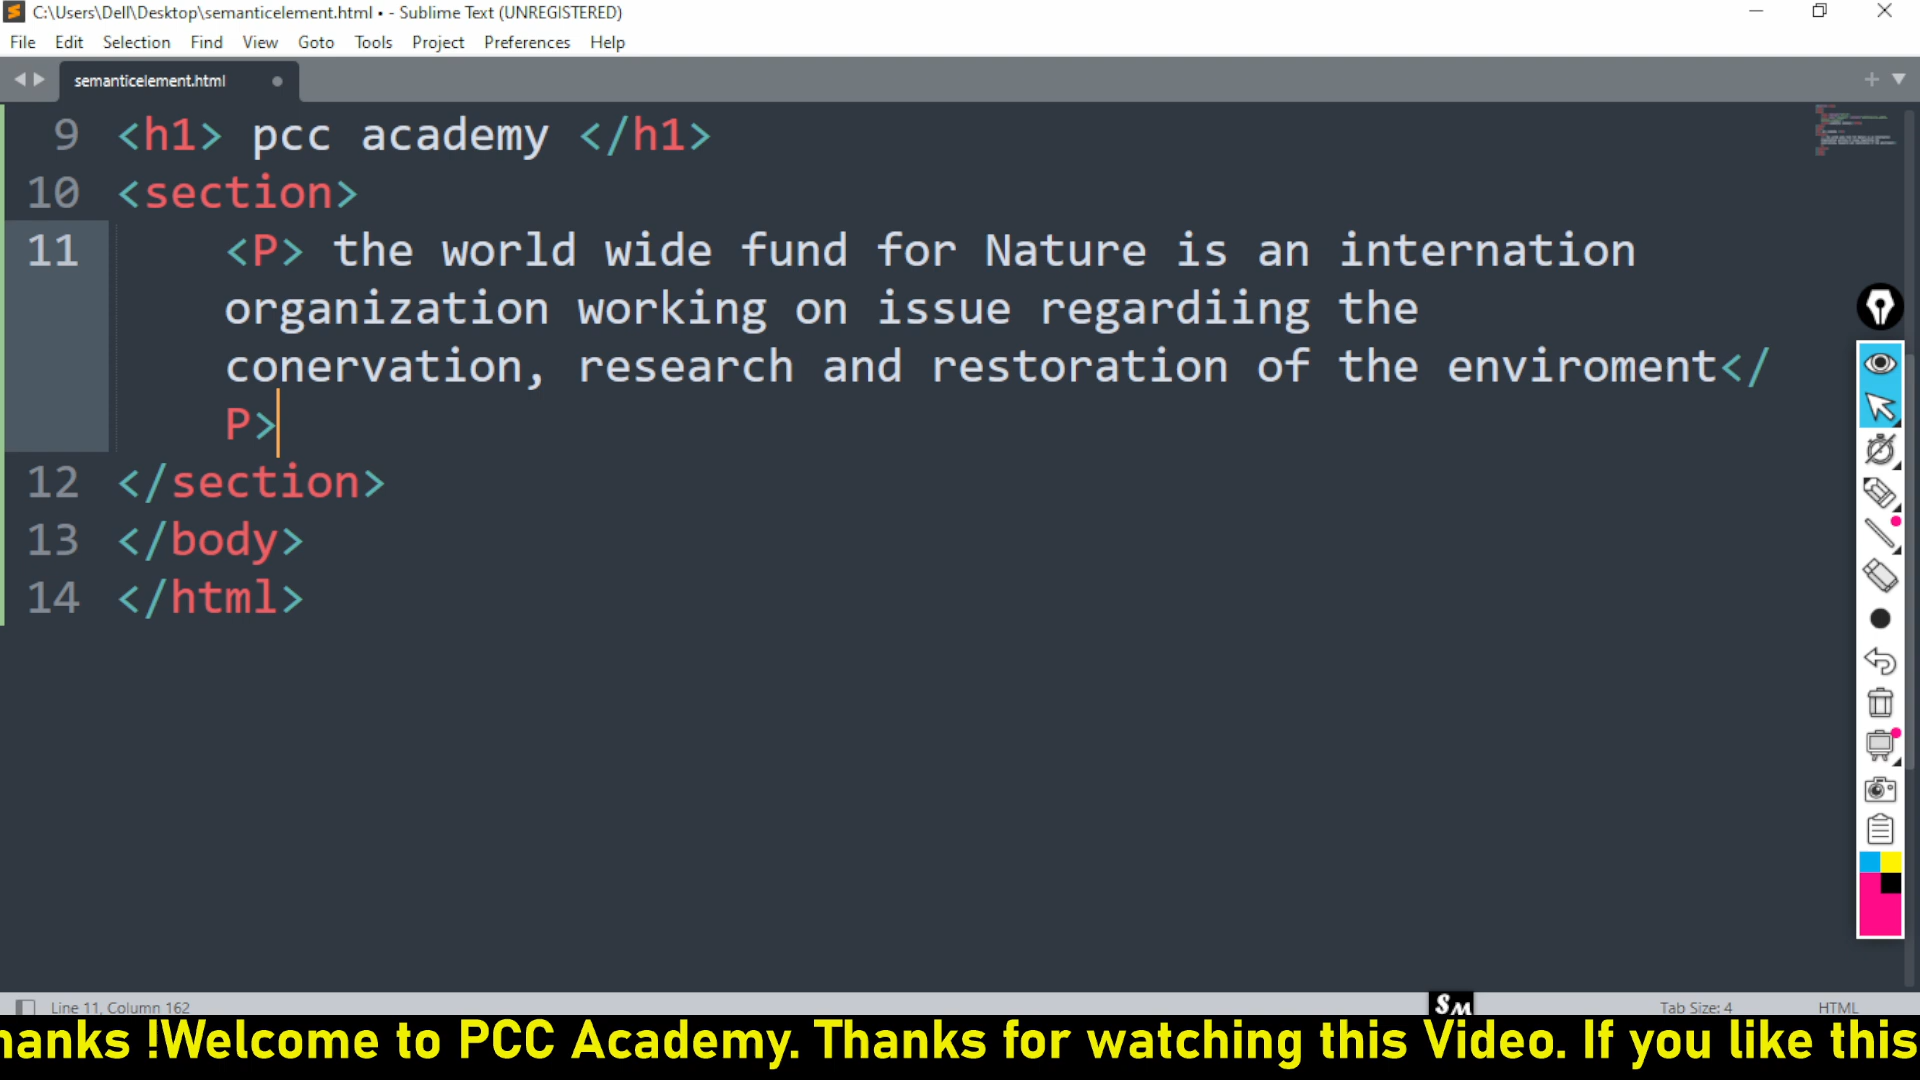 C:\Users\Dell\Desktop\semanticelement.html • - Sublime Text (UNREGISTERED)
File Edit Selection Find View Goto Tools Project Preferences Help
semanticelement.html
9 <h1> pcc academy </h1>
10 <section>
11 <P> the world wide fund for Nature is an internation
organization working on issue regardiing the
conervation, research and restoration of the enviroment</
P>
12 </section>
13 </body>
14 </html>
Line 11, Column 162
SM
Tab Size: 4
HTML
hanks !Welcome to PCC Academy. Thanks for watching this Video. If you like this